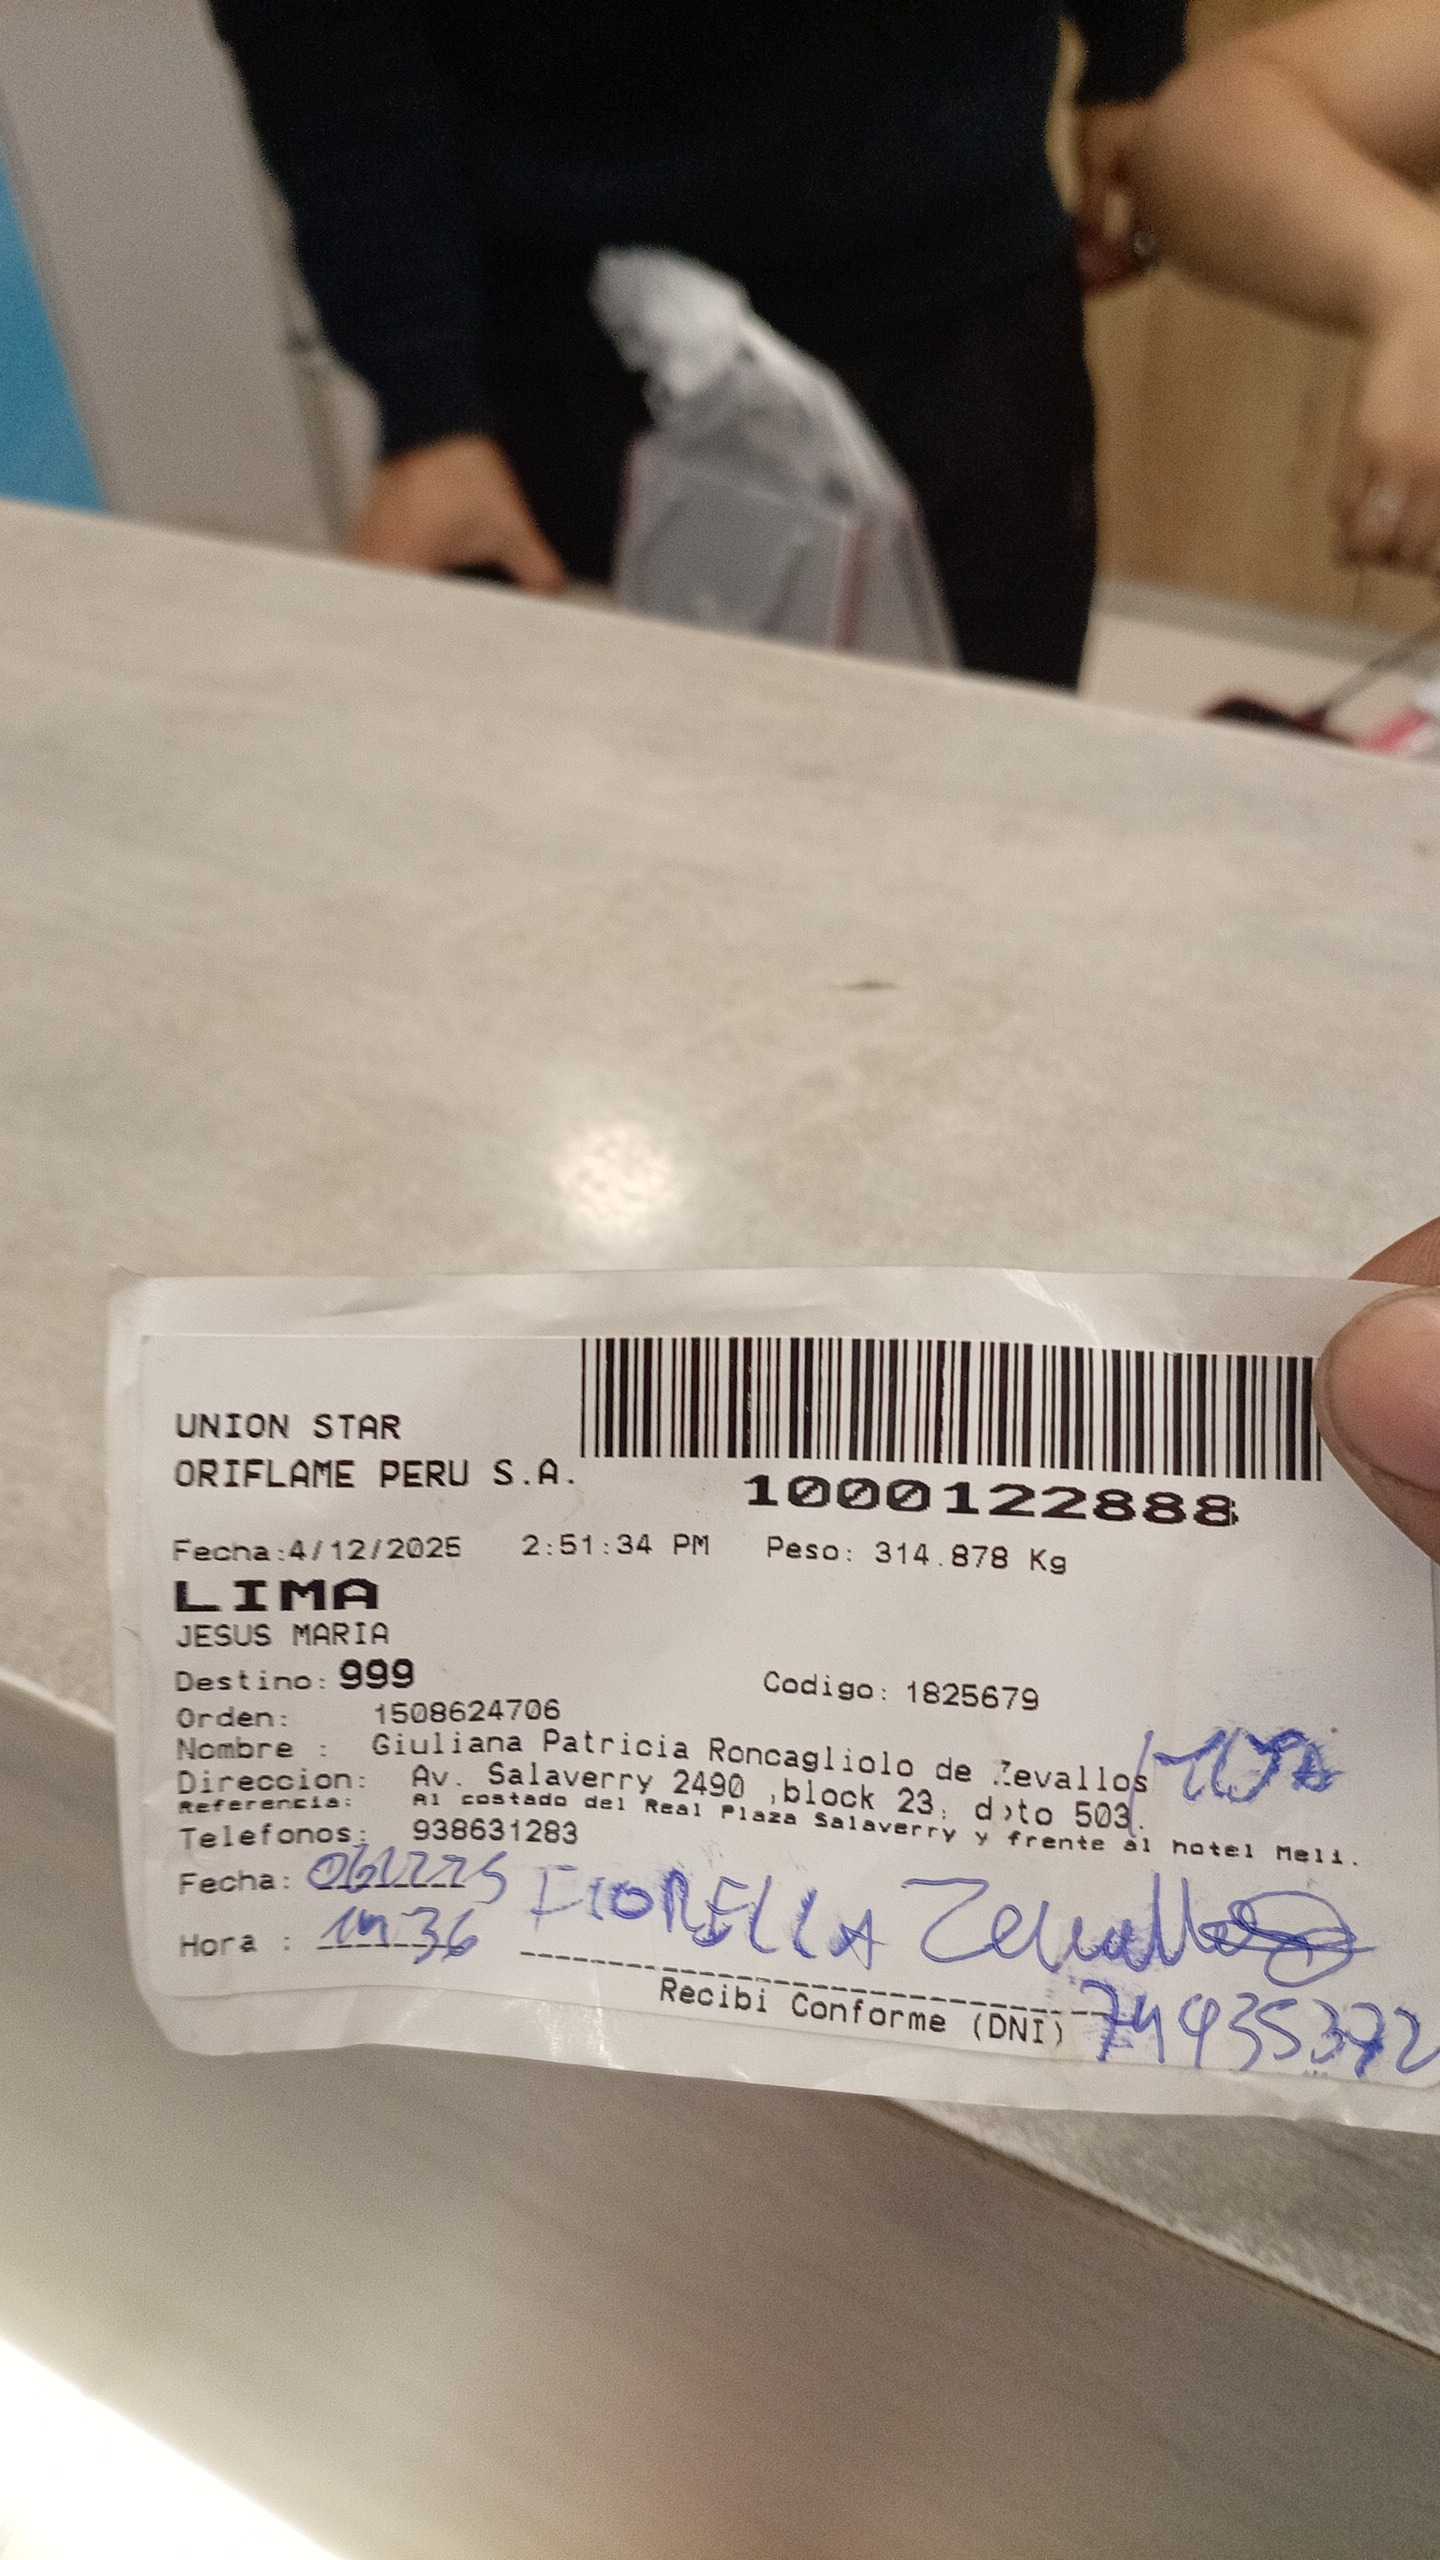 UNION STAR
ORIFLAME PERU S.A.
1000122888
Fecha:4/12/2025 2:51:34 PM Peso: 314.878 Kg
LIMA
JESUS MARIA
Destino: 999 Codigo: 1825679
Orden: 1508624706
Nombre : Giuliana Patricia Roncagliolo de Zevallos
Direccion: Av. Salaverry 2490 ,block 23, dpto 503.
Referencia: Al costado del Real Plaza Salaverry y frente al hotel Meli.
Telefonos: 938631283
Fecha: 061225 FIORELLA Zevallos
Hora : 36
Recibi Conforme (DNI) 74935372